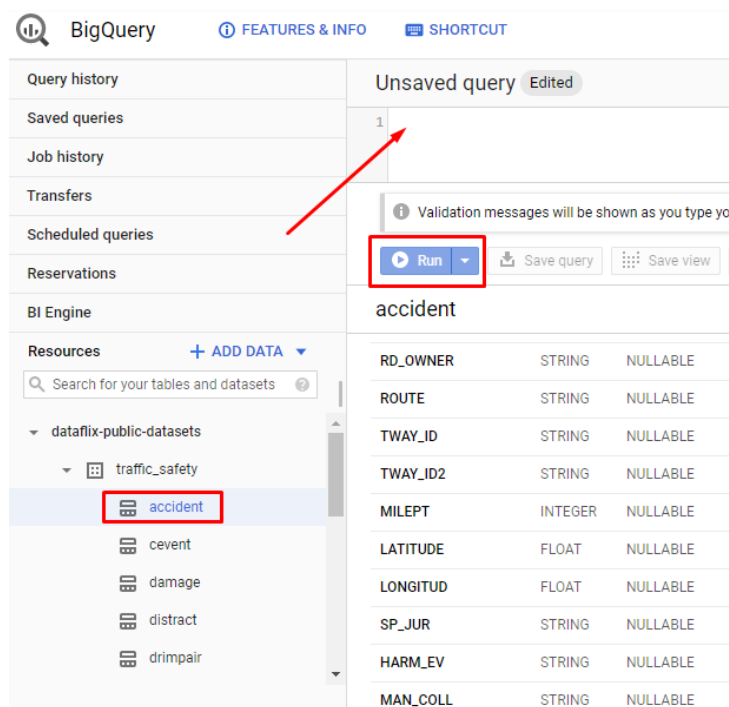 BigQuery
FEATURES & INFO
SHORTCUT
Query history
Saved queries
Job history
Transfers
Scheduled queries
Reservations
BI Engine
Resources
ADD DATA
Search for your tables and datasets
dataflix-public-datasets
traffic_safety
accident
cevent
damage
distract
drimpair
Unsaved query Edited
1
Validation messages will be shown as you type yo
Run
Save query
Save view
accident
RD_OWNER STRING NULLABLE
ROUTE STRING NULLABLE
TWAY_ID STRING NULLABLE
TWAY_ID2 STRING NULLABLE
MILEPT INTEGER NULLABLE
LATITUDE FLOAT NULLABLE
LONGITUD FLOAT NULLABLE
SP_JUR STRING NULLABLE
HARM_EV STRING NULLABLE
MAN_COLL STRING NULLABLE